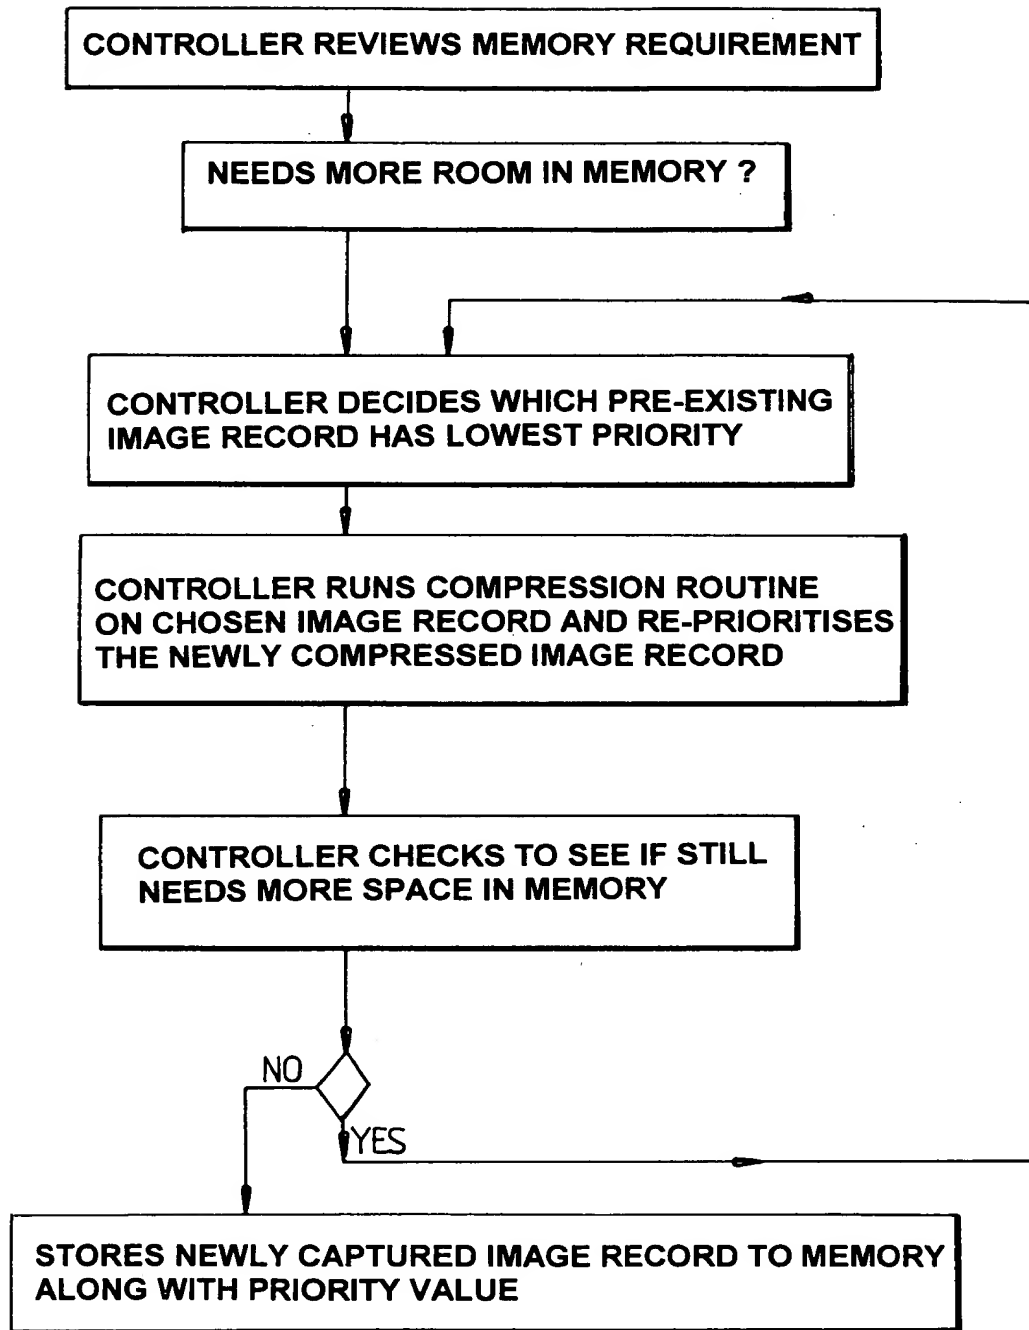 CONTROLLER REVIEWS MEMORY REQUIREMENT
NEEDS MORE ROOM IN MEMORY ?
CONTROLLER DECIDES WHICH PRE-EXISTING
IMAGE RECORD HAS LOWEST PRIORITY
CONTROLLER RUNS COMPRESSION ROUTINE
ON CHOSEN IMAGE RECORD AND RE-PRIORITISES
THE NEWLY COMPRESSED IMAGE RECORD
CONTROLLER CHECKS TO SEE IF STILL
NEEDS MORE SPACE IN MEMORY
NO
YES
STORES NEWLY CAPTURED IMAGE RECORD TO MEMORY
ALONG WITH PRIORITY VALUE